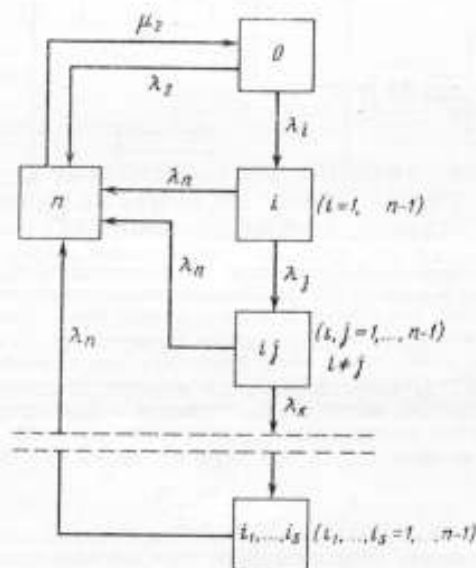 μ₂
0
λ₂
λᵢ
n
λₙ
i
(i=1, n-1)
λₙ
λⱼ
λₙ
ij
(i,j=1,...,n-1)
i≠j
λₖ
i₁,...,iₛ
(i₁,...,iₛ=1, ..,n-1)